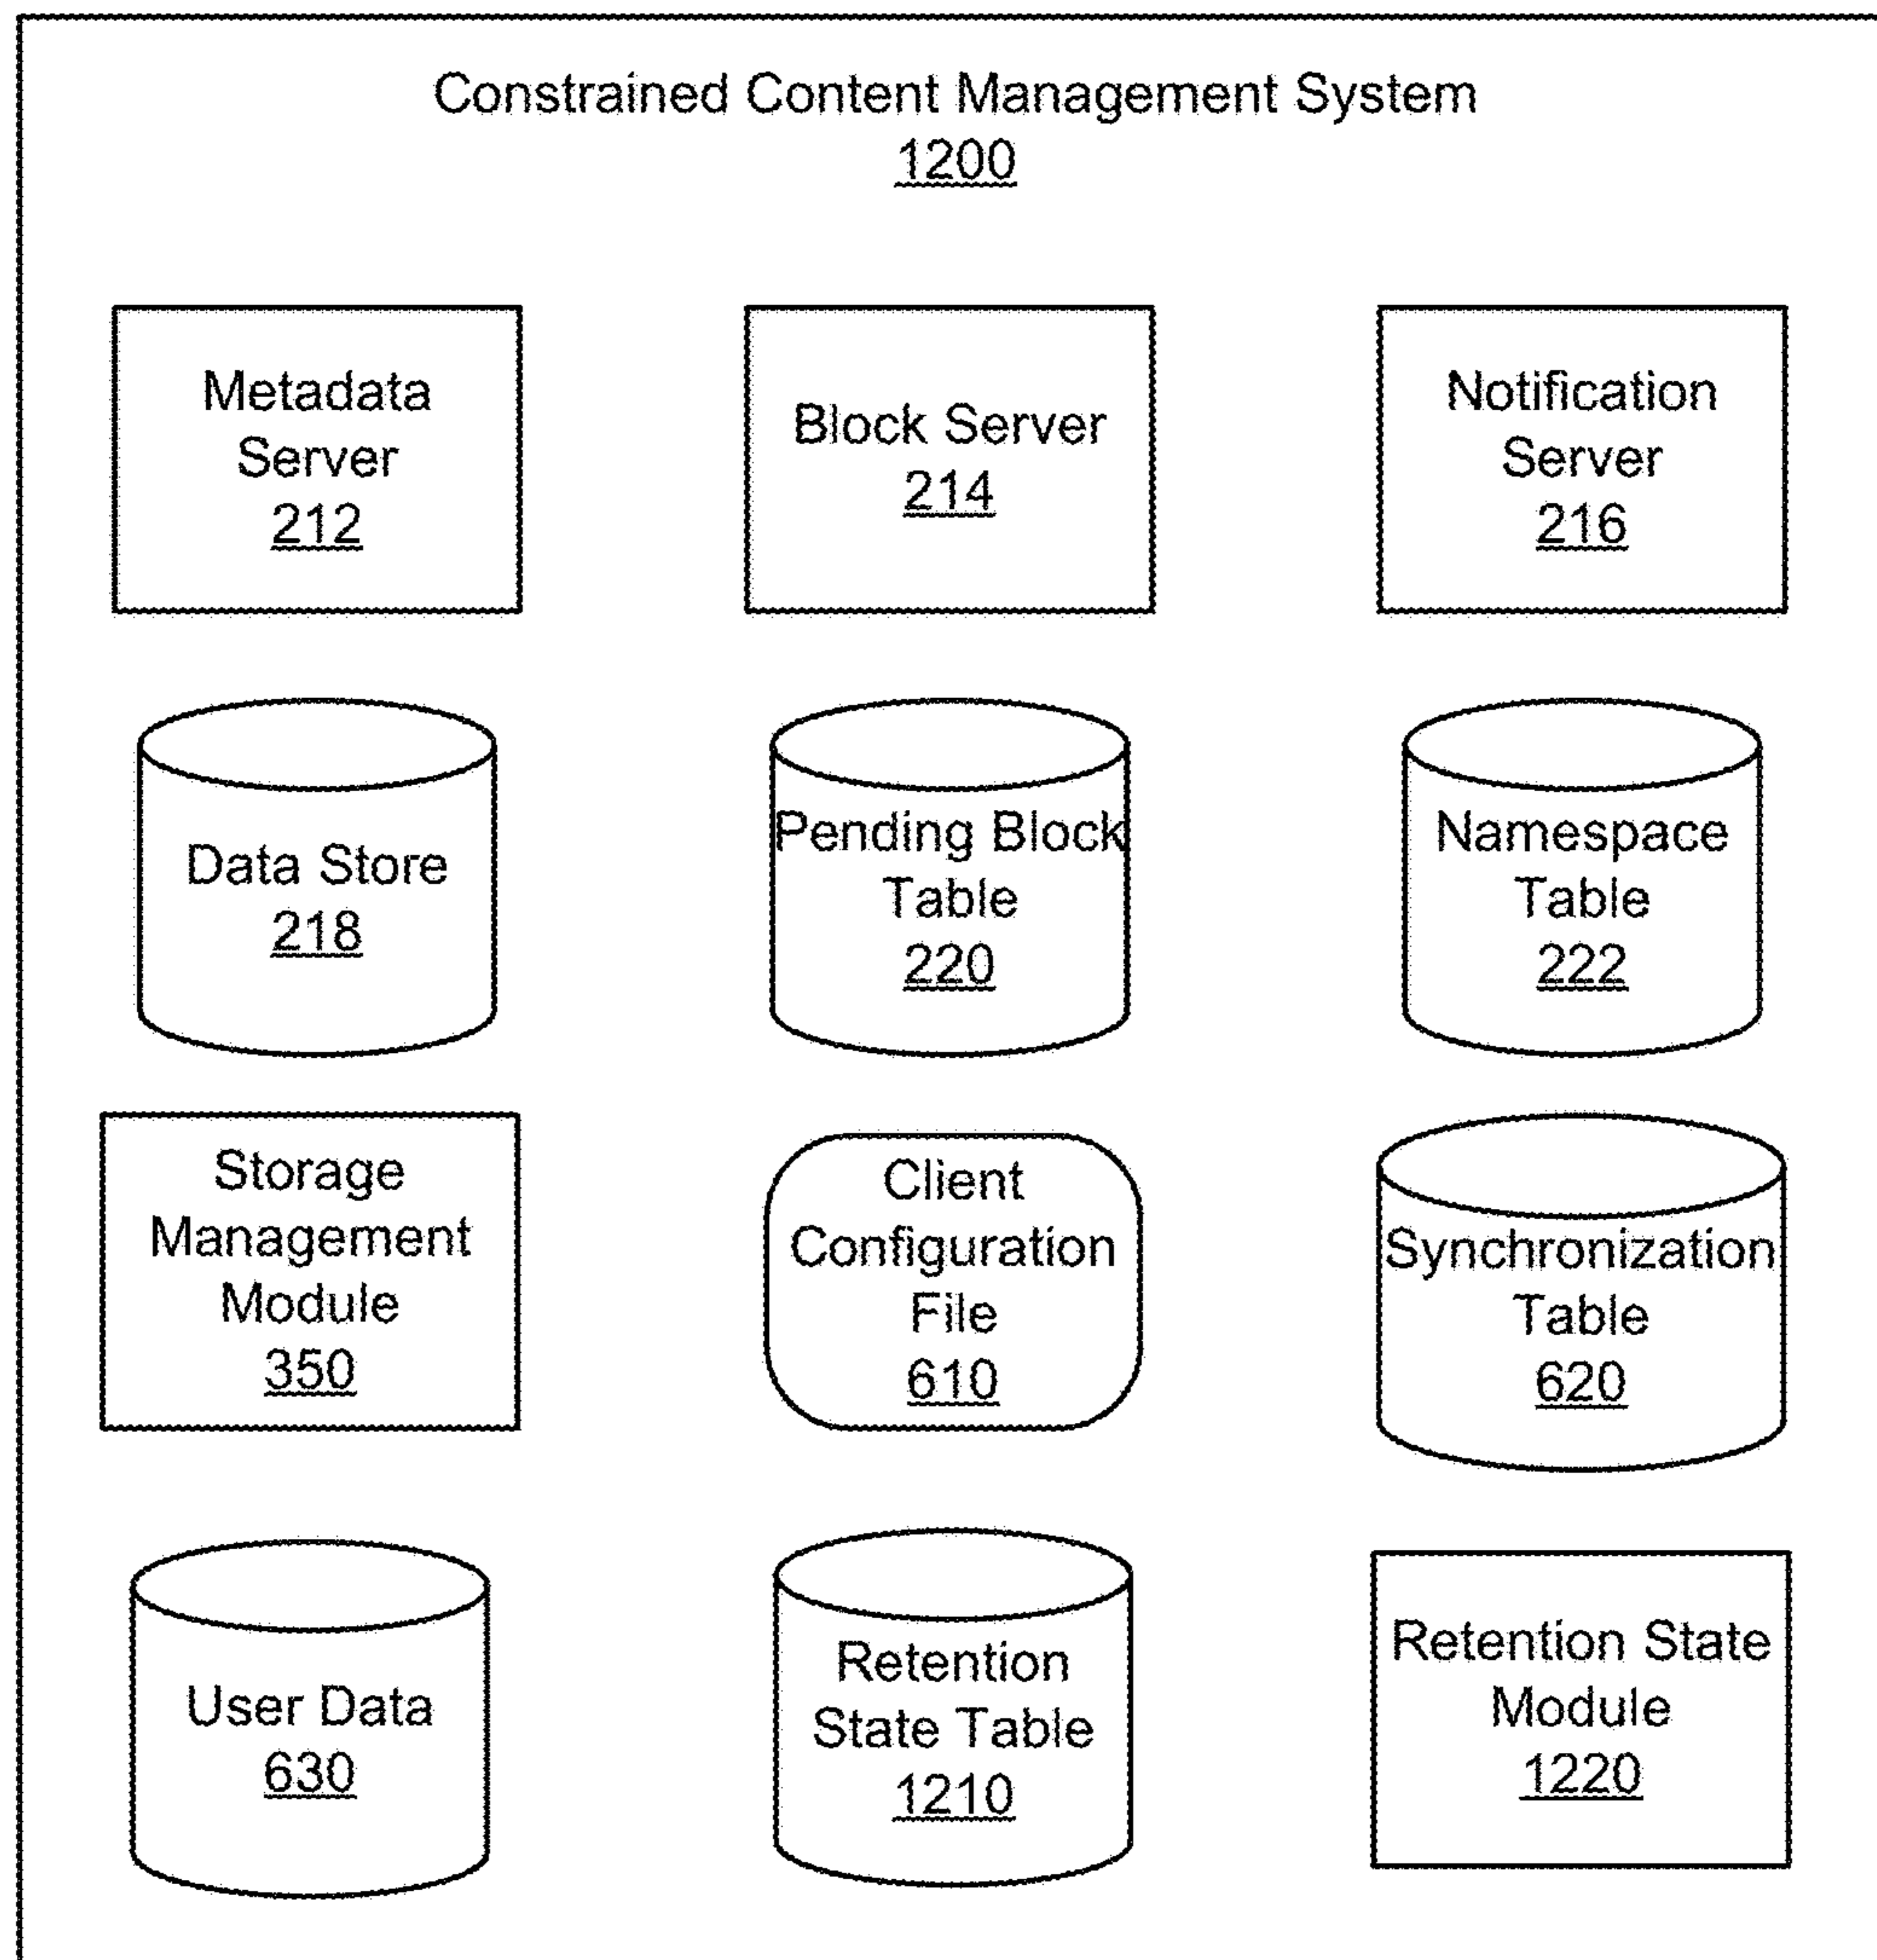 Constrained Content Management System
1200
Metadata
Server
212
Block Server
214
Notification
Server
216
Data Store
218
Pending Block
Table
220
Namespace
Table
222
Storage
Management
Module
350
Client
Configuration
File
610
Synchronization
Table
620
User Data
630
Retention
State Table
1210
Retention State
Module
1220